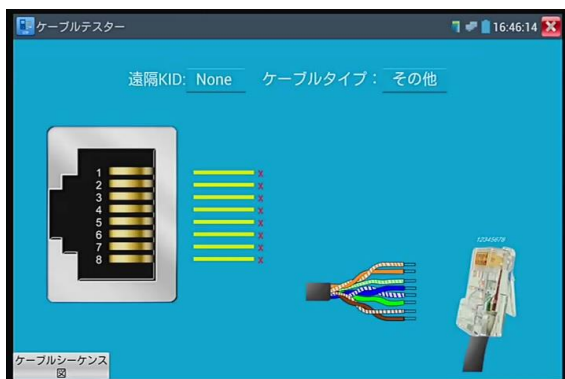 ケーブルテスター
16:46:14
遠隔KID: None ケーブルタイプ： その他
1 x
2 x
3 x
4 x
5 x
6 x
7 x
8 x
12345678
ケーブルシーケンス
図